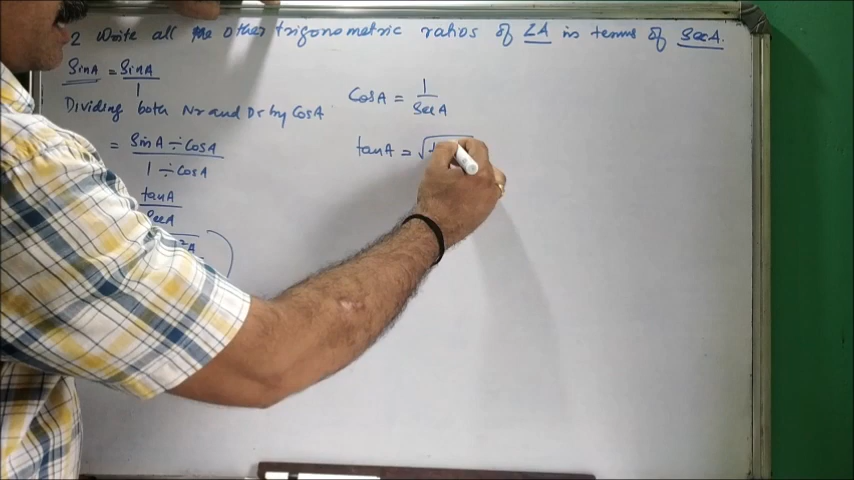 2 Write all the other trigonometric ratios of ∠A in terms of SecA.
SinA = SinA / 1
Dividing both Nr and Dr by CosA
= SinA ÷ CosA / 1 ÷ CosA
tanA / SecA
CosA = 1 / SecA
tanA = √